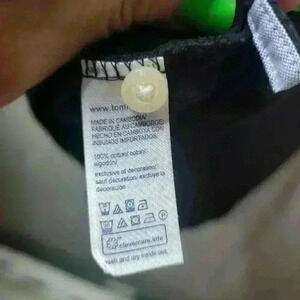 www.tom
MADE IN CAMBODIA/
FABRIQUE AU CAMBODGE/
HECHO EN CAMBOYA CON
INSUMOS IMPORTADOS.
100% cotton/ coton/
algodón/
exclusive of decoration/
sauf décoration/ excluye la
decoración
clevercare.info
wash and dry inside out.